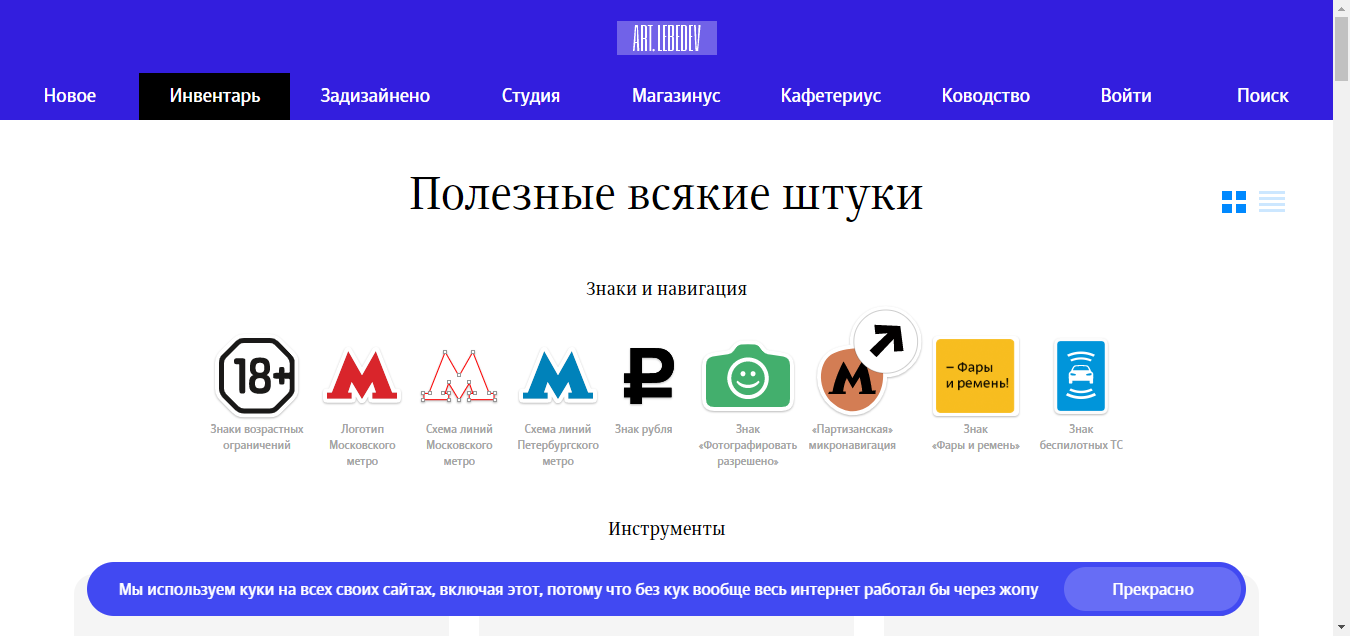 ART. LEBEDEV
Новое Инвентарь Задизайнено Студия Магазинус Кафетериус Ководство Войти Поиск
Полезные всякие штуки
Знаки и навигация
18+
– Фары
и ремень!
Знаки возрастных
ограничений
Логотип
Московского
метро
Схема линий
Московского
метро
Схема линий
Петербургского
метро
Знак рубля
Знак
«Фотографировать
разрешено»
«Партизанская»
микронавигация
Знак
«Фары и ремень»
Знак
беспилотных ТС
Инструменты
Мы используем куки на всех своих сайтах, включая этот, потому что без кук вообще весь интернет работал бы через жопу
Прекрасно